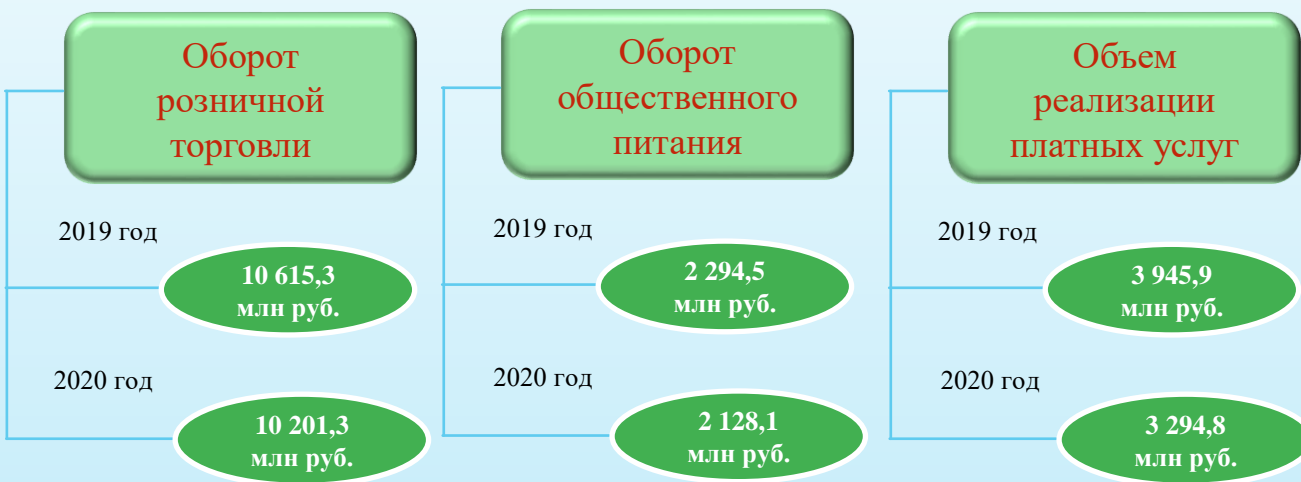 Оборот
розничной
торговли
2019 год
10 615,3
млн руб.
2020 год
10 201,3
млн руб.
Оборот
общественного
питания
2019 год
2 294,5
млн руб.
2020 год
2 128,1
млн руб.
Объем
реализации
платных услуг
2019 год
3 945,9
млн руб.
2020 год
3 294,8
млн руб.